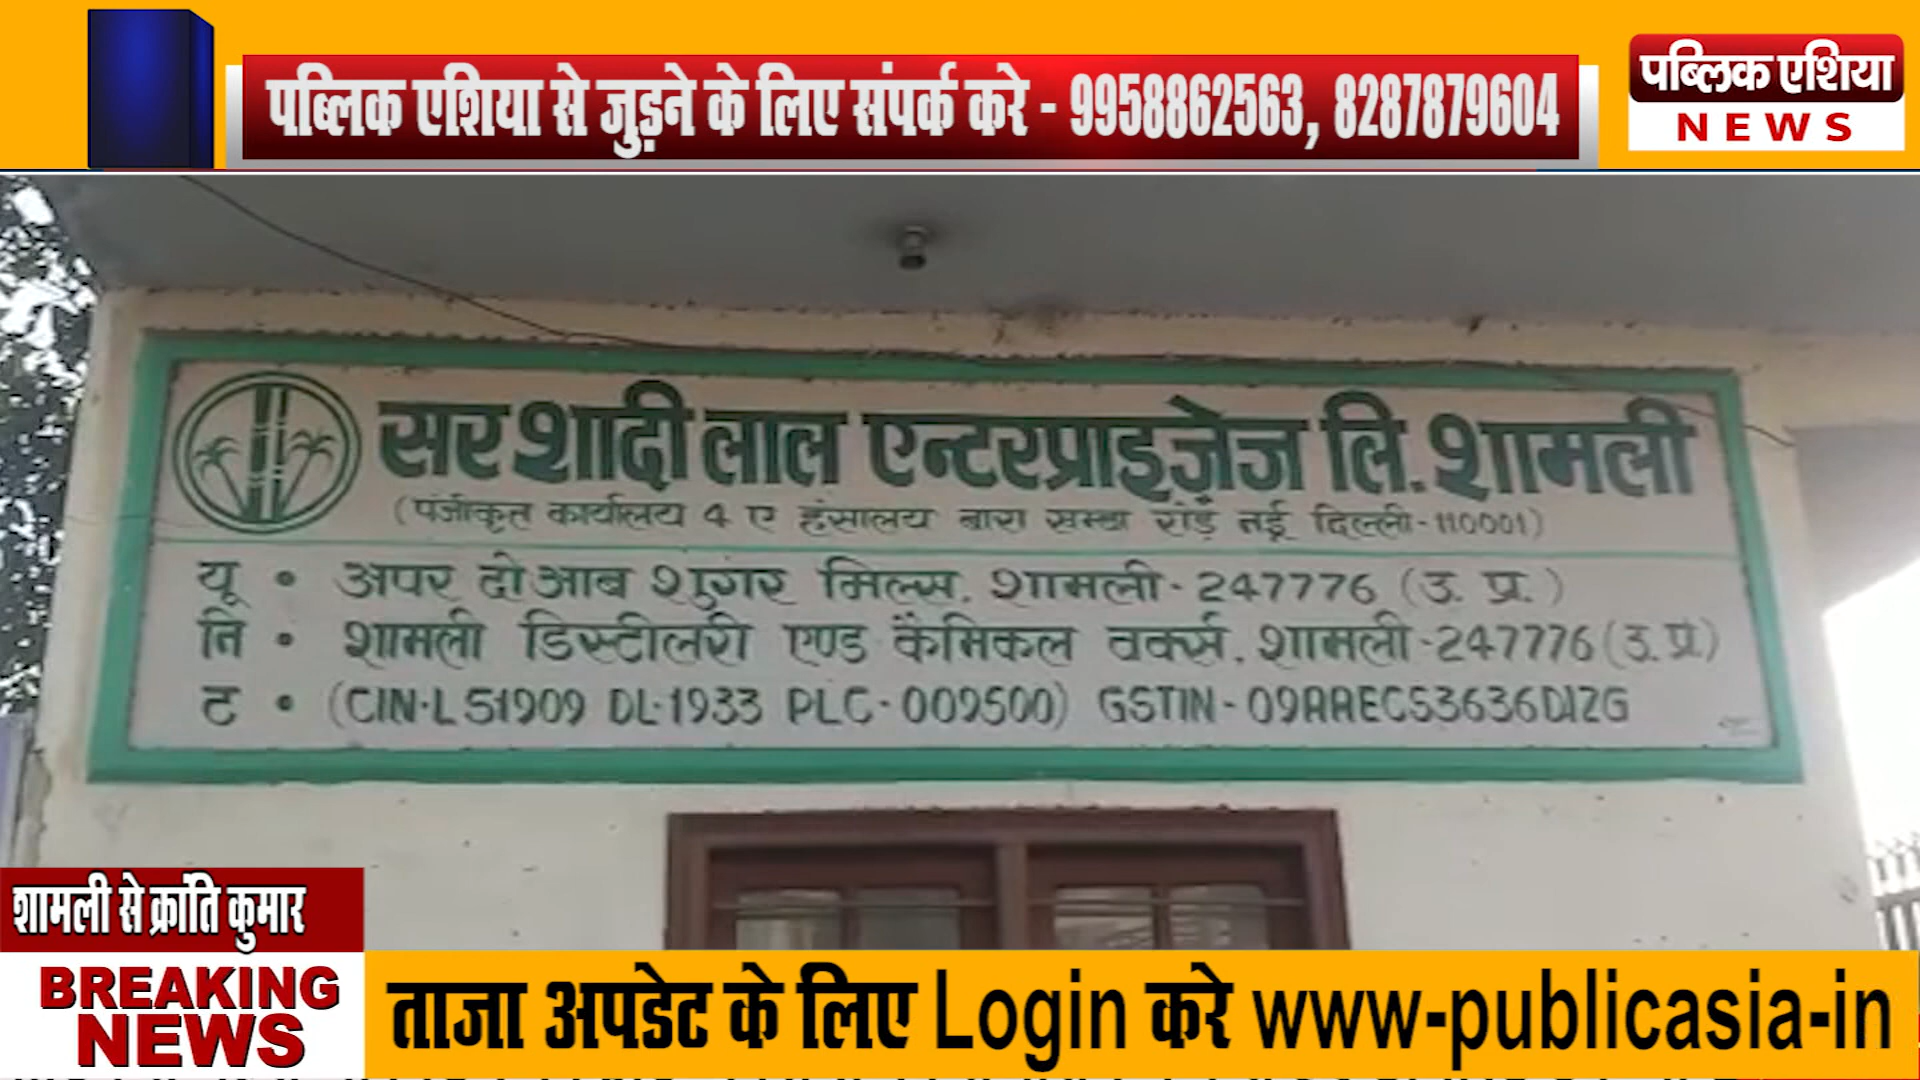 पब्लिक एशिया से जुड़ने के लिए संपर्क करे - 9958862563, 8287879604
पब्लिक एशिया
NEWS
सर शादी लाल एन्टरप्राइज़ेज लि. शामली
(पंजीकृत कार्यालय 4 ए हंसालय बारा खम्बा रोड़ नई दिल्ली-110001)
यू • अपर दोआब शुगर मिल्स, शामली-247776 (उ. प्र.)
नि • शामली डिस्टीलरी एण्ड कैमिकल वर्क्स, शामली-247776 (उ. प्र)
ट • (CIN-L51909 DL-1933 PLC-009500) GSTIN-09AAECS3636D1ZG
शामली से क्रांति कुमार
BREAKING
NEWS
ताजा अपडेट के लिए Login करे www-publicasia-in